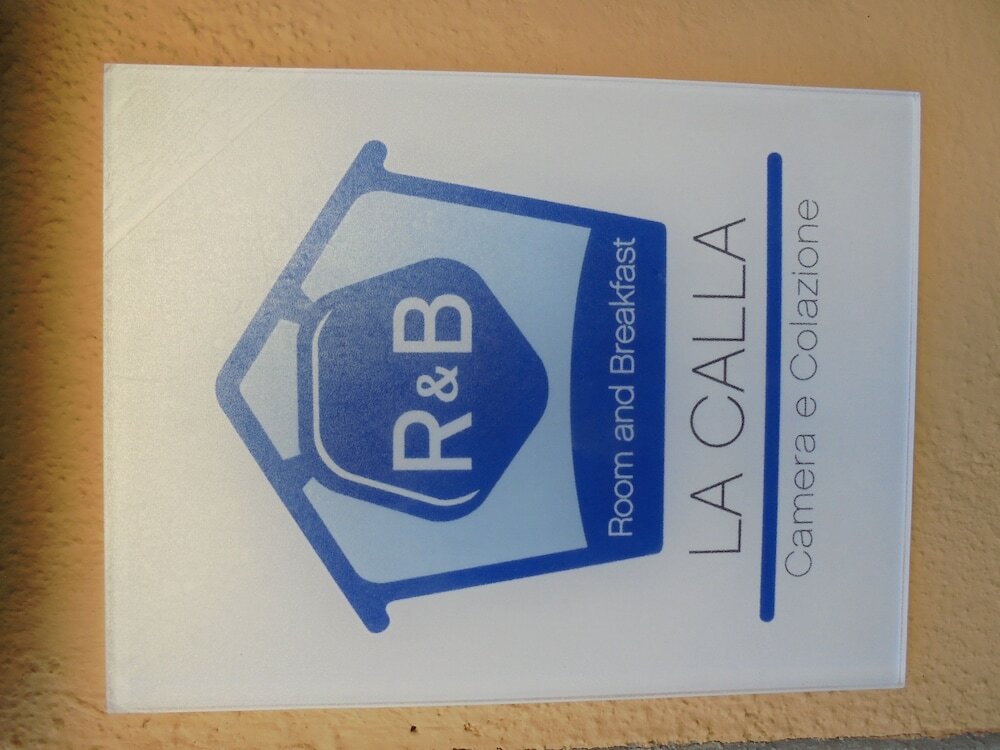 R&B
Room and Breakfast
LA CALLA
Camera e Colazione